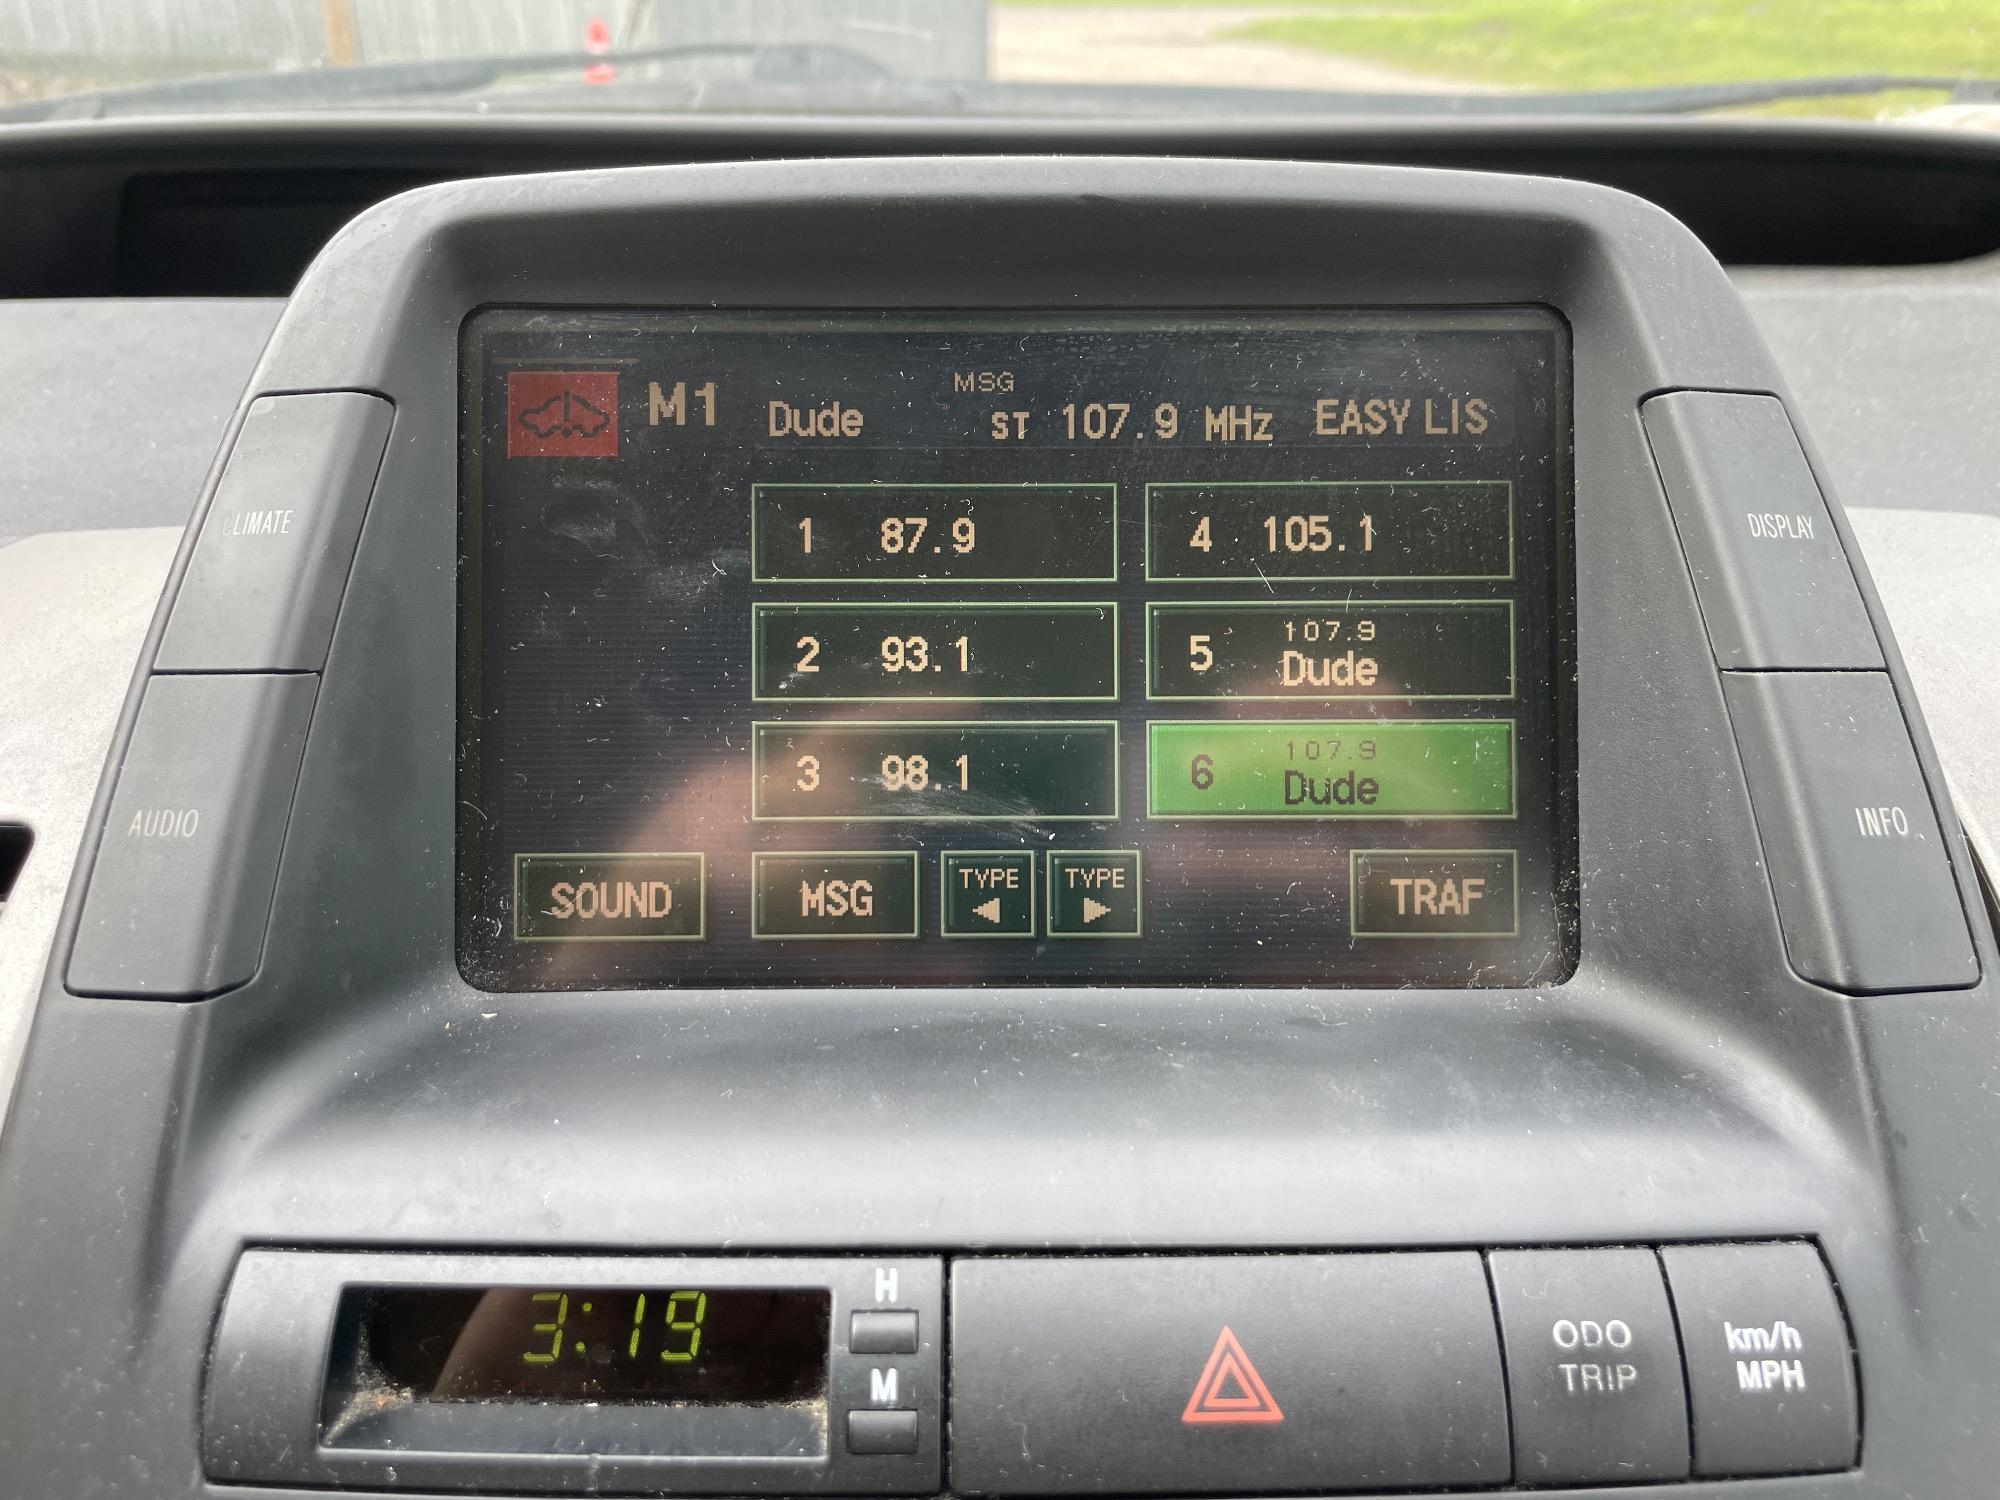 M1 Dude MSG ST 107.9 MHz EASY LIS
1 87.9
4 105.1
2 93.1
5 107.9 Dude
3 98.1
6 107.9 Dude
SOUND MSG TYPE TYPE TRAF
CLIMATE
AUDIO
DISPLAY
INFO
3:19
H
M
ODO
TRIP
km/h
MPH